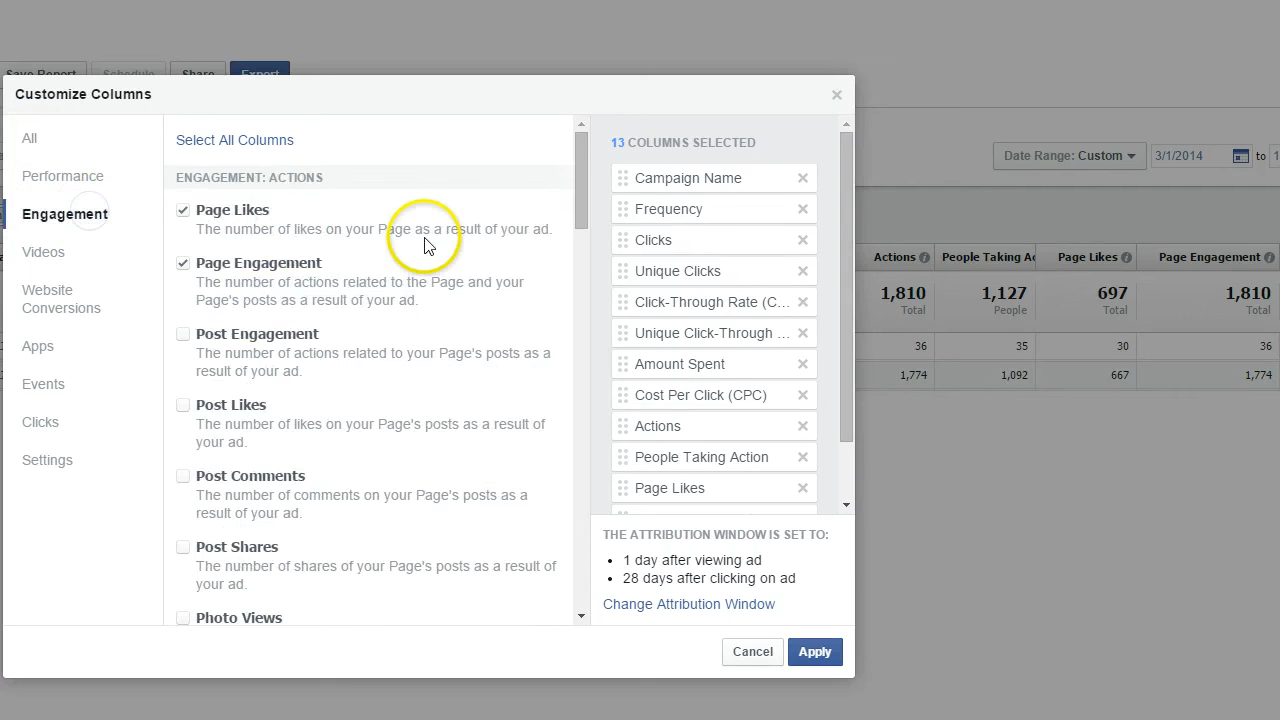 Save Report Schedule Share Export
Customize Columns
All
Performance
Engagement
Videos
Website
Conversions
Apps
Events
Clicks
Settings
Select All Columns
ENGAGEMENT: ACTIONS
Page Likes
The number of likes on your Page as a result of your ad.
Page Engagement
The number of actions related to the Page and your
Page's posts as a result of your ad.
Post Engagement
The number of actions related to your Page's posts as a
result of your ad.
Post Likes
The number of likes on your Page's posts as a result of
your ad.
Post Comments
The number of comments on your Page's posts as a
result of your ad.
Post Shares
The number of shares of your Page's posts as a result of
your ad.
Photo Views
13 COLUMNS SELECTED
Campaign Name
Frequency
Clicks
Unique Clicks
Click-Through Rate (C...
Unique Click-Through ...
Amount Spent
Cost Per Click (CPC)
Actions
People Taking Action
Page Likes
THE ATTRIBUTION WINDOW IS SET TO:
• 1 day after viewing ad
• 28 days after clicking on ad
Change Attribution Window
Cancel Apply
Date Range: Custom 3/1/2014 to 1
Actions People Taking Ac Page Likes Page Engagement
1,810 1,127 697 1,810
Total People Total Total
36 35 30 36
1,774 1,092 667 1,774